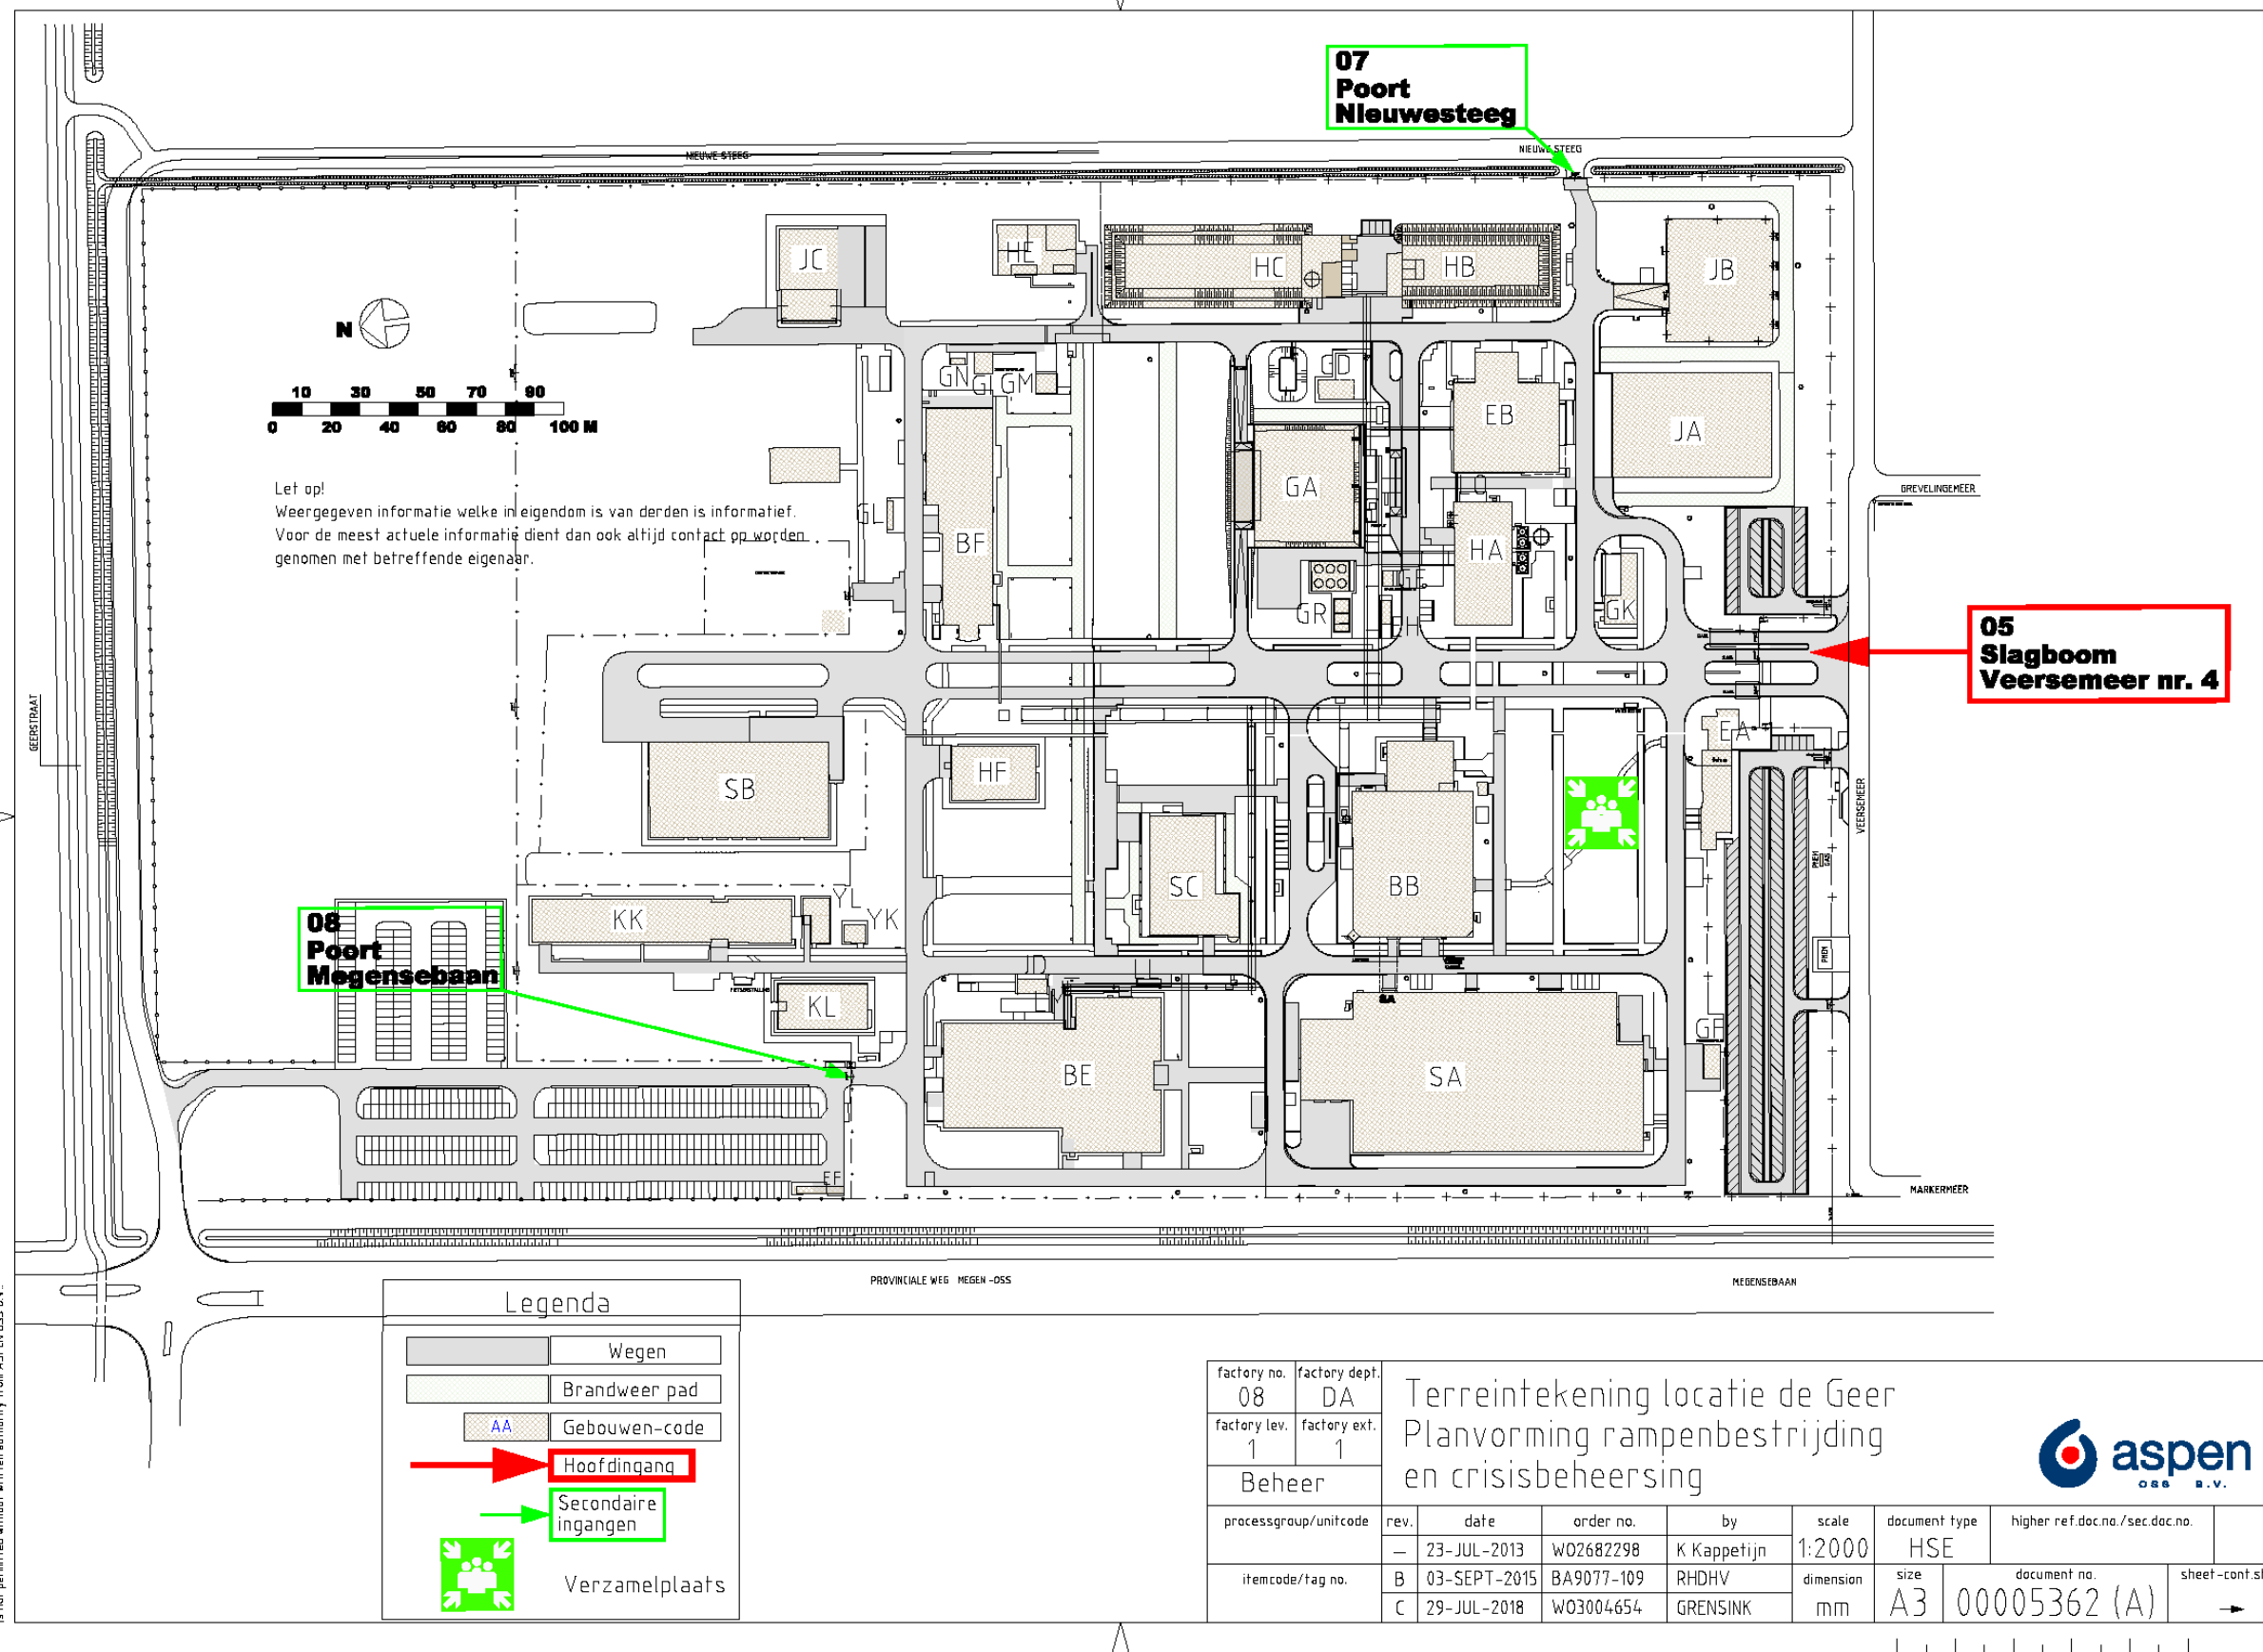 07
Poort
Nieuwesteeg
NIEUWE STEEG
NIEUWE STEEG
JC
HE
HC
HB
JB
N
10 30 50 70 90
0 20 40 60 80 100 M
GN
GM
GD
EB
JA
Let op!
Weergegeven informatie welke in eigendom is van derden is informatief.
Voor de meest actuele informatie dient dan ook altijd contact op worden
genomen met betreffende eigenaar.
GL
BF
GA
HA
GREVELINGEMEER
GR
GK
05
Slagboom
Veersemeer nr. 4
GEERSTRAAT
EA
SB
HF
VEERSEMEER
SC
BB
KK
YL
YK
08
Poort
Megensebaan
PNEM
KL
SA
GF
BE
SA
EF
MARKERMEER
PROVINCIALE WEG MEGEN -OSS
MEGENSEBAAN
Legenda
Wegen
Brandweer pad
AA Gebouwen-code
Hoofdingang
Secondaire
ingangen
Verzamelplaats
factory no. factory dept.
08 DA
factory lev. factory ext.
1 1
Beheer
Terreintekening locatie de Geer
Planvorming rampenbestrijding
en crisisbeheersing
aspen
OSS B.V.
processgroup/unitcode rev. date order no. by scale document type higher ref.doc.no./sec.doc.no.
— 23-JUL-2013 WO2682298 K Kappetijn 1:2000 HSE
itemcode/tag no. B 03-SEPT-2015 BA9077-109 RHDHV dimension size document no.
C 29-JUL-2018 WO3004654 GRENSINK mm A3 00005362 (A)